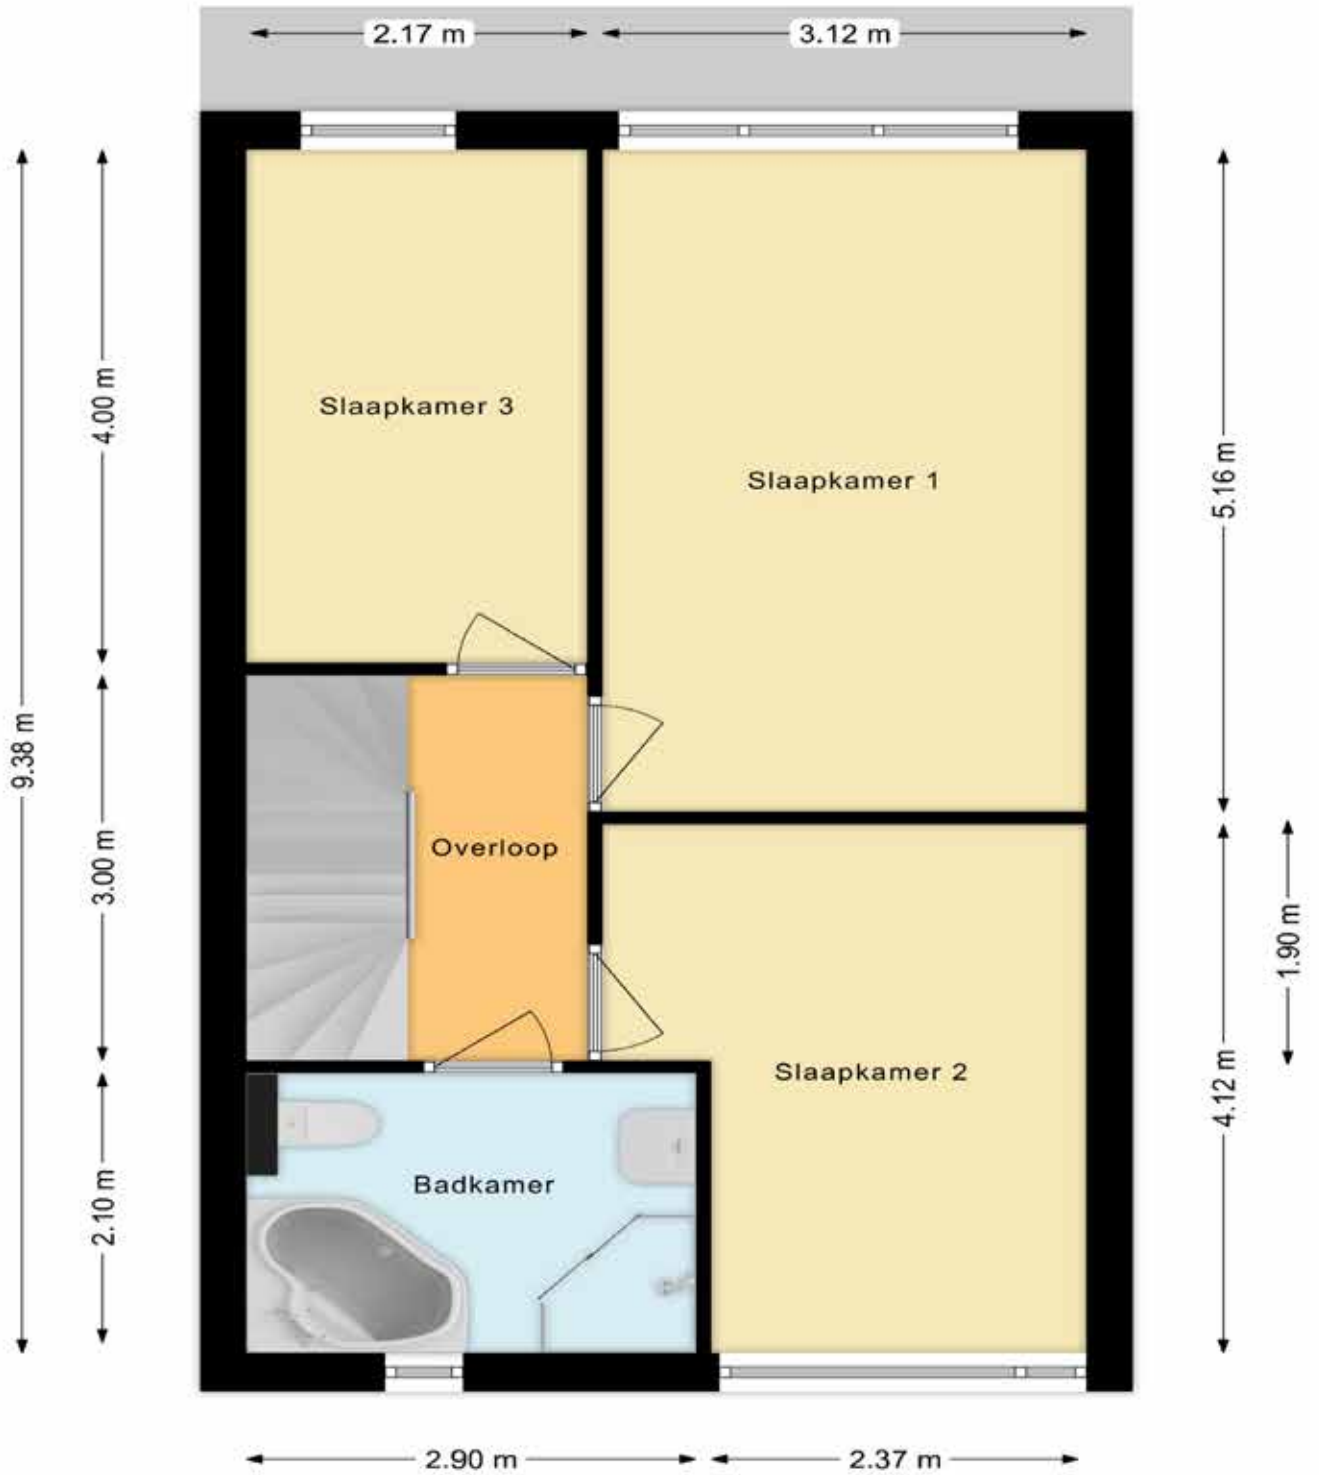 2.17 m
3.12 m
4.00 m
Slaapkamer 3
Slaapkamer 1
5.16 m
9.38 m
3.00 m
Overloop
1.90 m
Slaapkamer 2
4.12 m
2.10 m
Badkamer
2.90 m
2.37 m